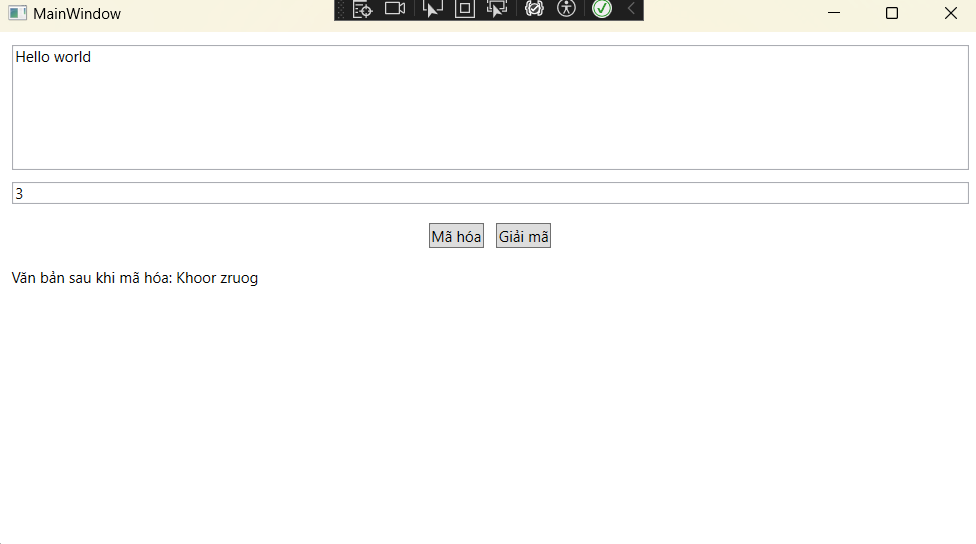 MainWindow
Hello world
3
Mã hóa Giải mã
Văn bản sau khi mã hóa: Khoor zruog